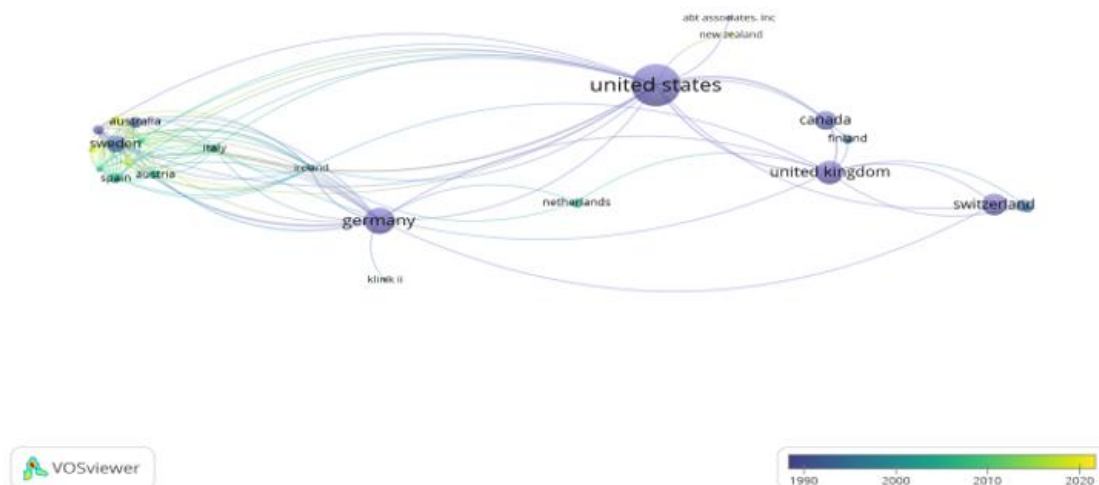 abt associates. inc
new zealand
united states
australia
canada
finland
sweden
italy
ireland
united kingdom
spain
austria
netherlands
switzerland
germany
klinik ii
VOSviewer
1990
2000
2010
2020